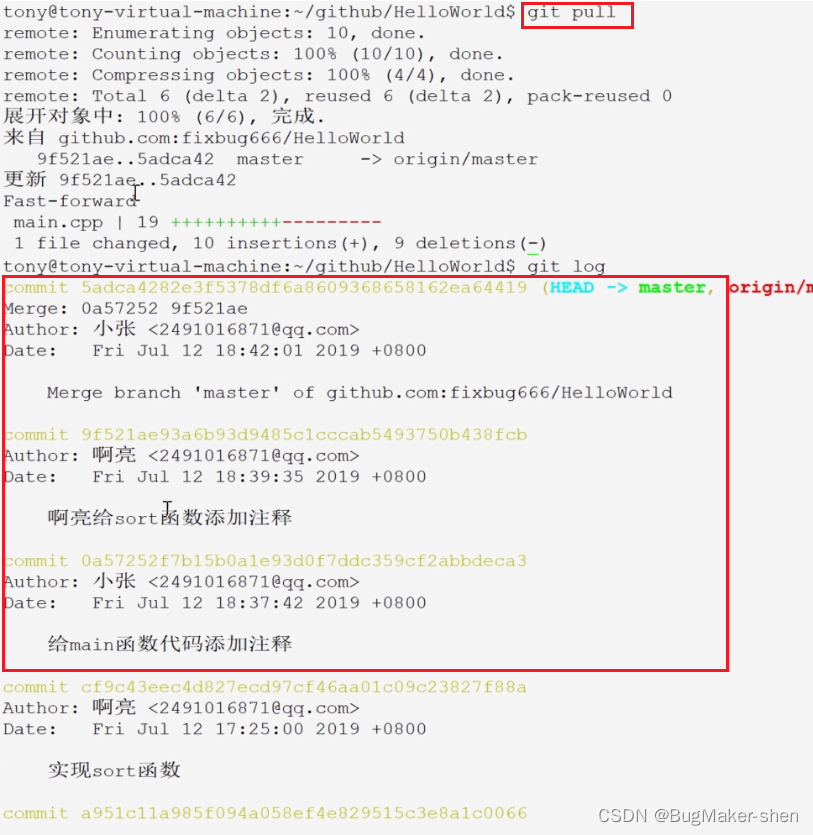 tony@tony-virtual-machine:~/github/HelloWorld$ git pull
remote: Enumerating objects: 10, done.
remote: Counting objects: 100% (10/10), done.
remote: Compressing objects: 100% (4/4), done.
remote: Total 6 (delta 2), reused 6 (delta 2), pack-reused 0
展开对象中: 100% (6/6), 完成.
来自 github.com:fixbug666/HelloWorld
   9f521ae..5adca42  master     -> origin/master
更新 9f521ae..5adca42
Fast-forward
 main.cpp | 19 ++++++++++---------
 1 file changed, 10 insertions(+), 9 deletions(-)
tony@tony-virtual-machine:~/github/HelloWorld$ git log
commit 5adca4282e3f5378df6a8609368658162ea64419 (HEAD -> master, origin/m
Merge: 0a57252 9f521ae
Author: 小张 <2491016871@qq.com>
Date:   Fri Jul 12 18:42:01 2019 +0800
    Merge branch 'master' of github.com:fixbug666/HelloWorld
commit 9f521ae93a6b93d9485c1cccab5493750b438fcb
Author: 啊亮 <2491016871@qq.com>
Date:   Fri Jul 12 18:39:35 2019 +0800
    啊亮给sort函数添加注释
commit 0a57252f7b15b0a1e93d0f7ddc359cf2abbdeca3
Author: 小张 <2491016871@qq.com>
Date:   Fri Jul 12 18:37:42 2019 +0800
    给main函数代码添加注释
commit cf9c43eec4d827ecd97cf46aa01c09c23827f88a
Author: 啊亮 <2491016871@qq.com>
Date:   Fri Jul 12 17:25:00 2019 +0800
    实现sort函数
commit a951c11a985f094a058ef4e829315c3e8a1c0066
CSDN @BugMaker-shen